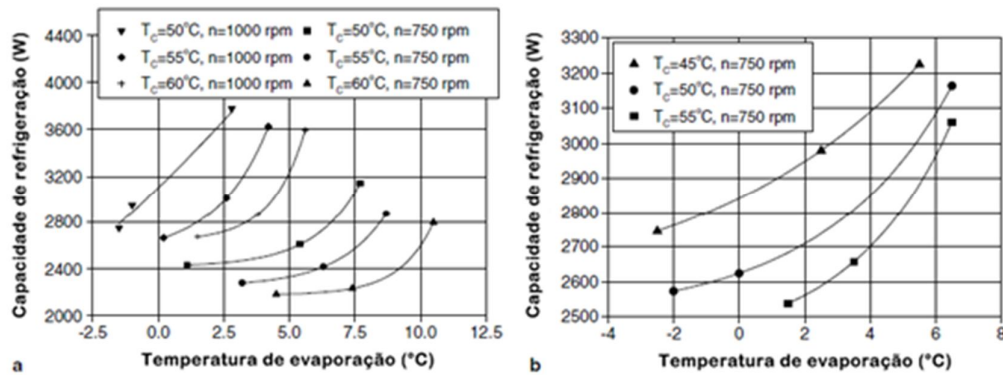 T_C=50°C, n=1000 rpm
T_C=55°C, n=1000 rpm
T_C=60°C, n=1000 rpm
T_C=50°C, n=750 rpm
T_C=55°C, n=750 rpm
T_C=60°C, n=750 rpm
Capacidade de refrigeração (W)
4400
4000
3600
3200
2800
2400
2000
-2.5
0.0
2.5
5.0
7.5
10.0
12.5
a
Temperatura de evaporação (°C)
T_C=45°C, n=750 rpm
T_C=50°C, n=750 rpm
T_C=55°C, n=750 rpm
Capacidade de refrigeração (W)
3300
3200
3100
3000
2900
2800
2700
2600
2500
-4
-2
0
2
4
6
8
b
Temperatura de evaporação (°C)